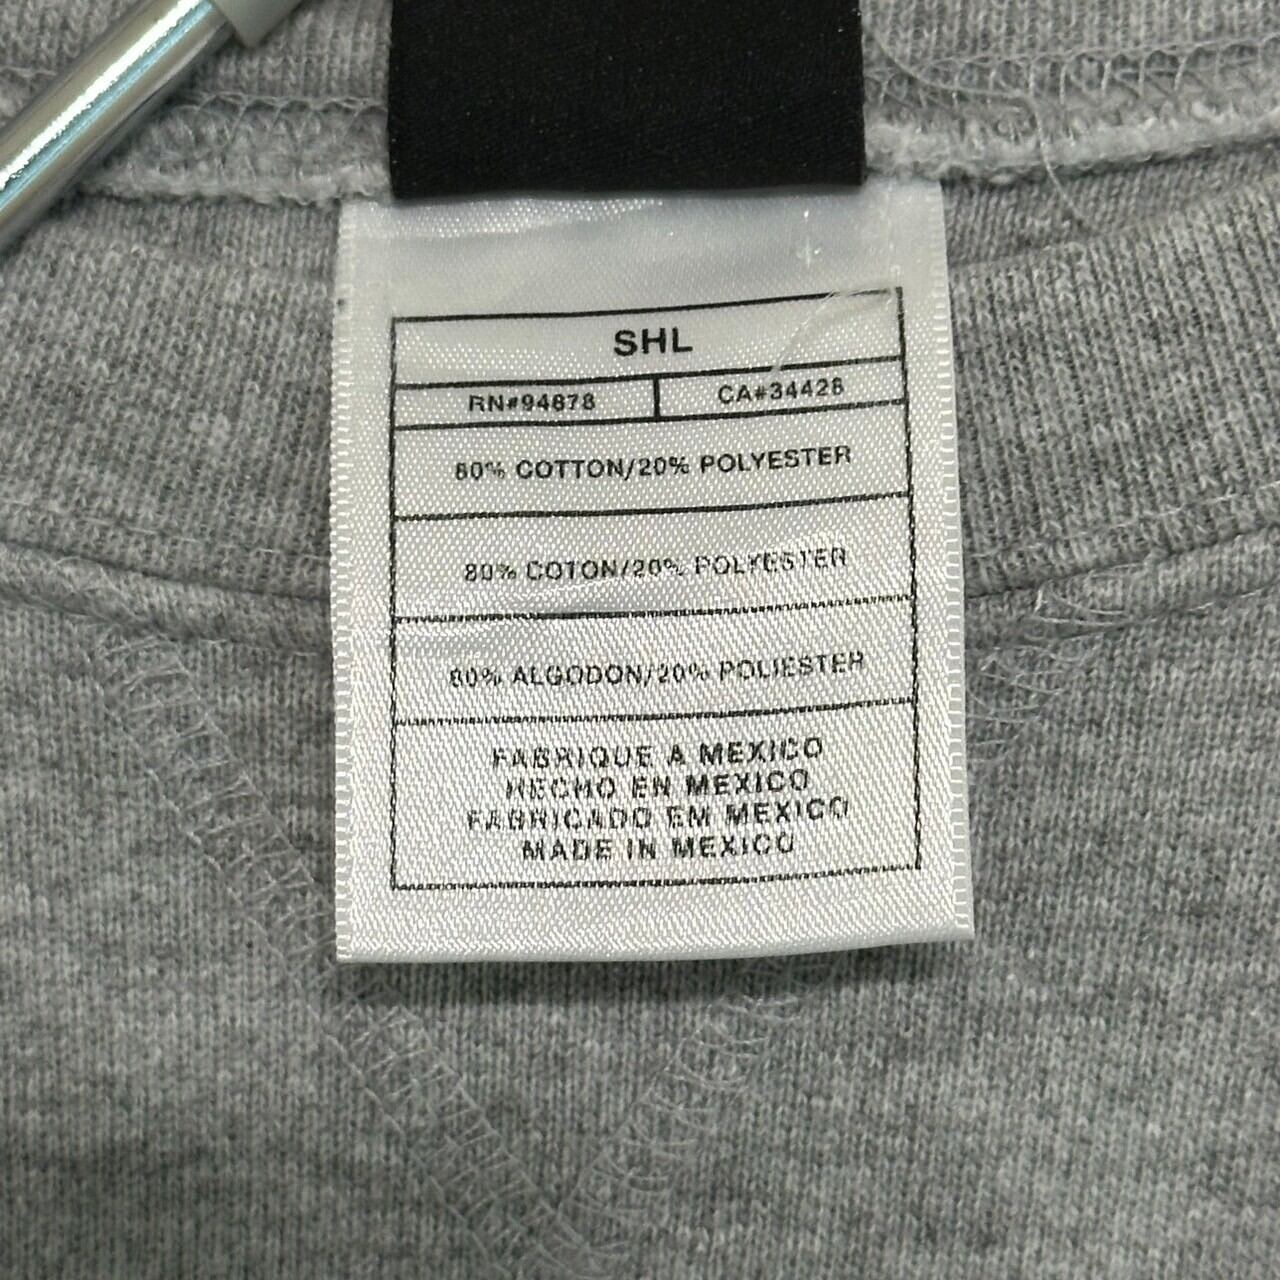 SHL
RN#94878 CA#34428
80% COTTON/20% POLYESTER
80% COTON/20% POLYESTER
80% ALGODON/20% POLIESTER
FABRIQUE A MEXICO
HECHO EN MEXICO
FABRICADO EM MEXICO
MADE IN MEXICO